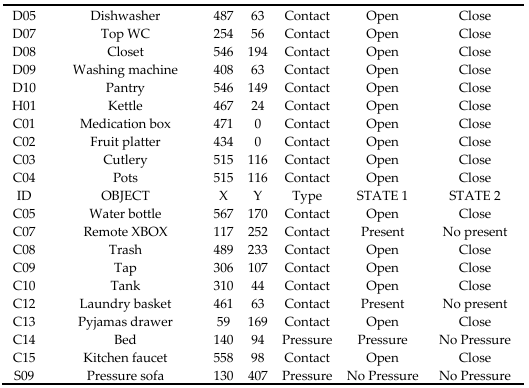 D05 Dishwasher 487 63 Contact Open Close
D07 Top WC 254 56 Contact Open Close
D08 Closet 546 194 Contact Open Close
D09 Washing machine 408 63 Contact Open Close
D10 Pantry 546 149 Contact Open Close
H01 Kettle 467 24 Contact Open Close
C01 Medication box 471 0 Contact Open Close
C02 Fruit platter 434 0 Contact Open Close
C03 Cutlery 515 116 Contact Open Close
C04 Pots 515 116 Contact Open Close
ID OBJECT X Y Type STATE 1 STATE 2
C05 Water bottle 567 170 Contact Open Close
C07 Remote XBOX 117 252 Contact Present No present
C08 Trash 489 233 Contact Open Close
C09 Tap 306 107 Contact Open Close
C10 Tank 310 44 Contact Open Close
C12 Laundry basket 461 63 Contact Present No present
C13 Pyjamas drawer 59 169 Contact Open Close
C14 Bed 140 94 Pressure Pressure No Pressure
C15 Kitchen faucet 558 98 Contact Open Close
S09 Pressure sofa 130 407 Pressure No Pressure No Pressure